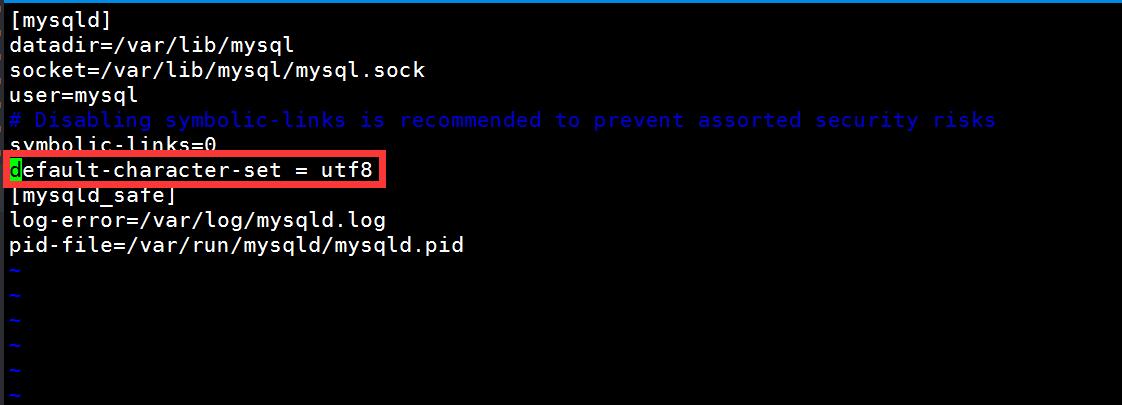 [mysqld]
datadir=/var/lib/mysql
socket=/var/lib/mysql/mysql.sock
user=mysql
# Disabling symbolic-links is recommended to prevent assorted security risks
symbolic-links=0
default-character-set = utf8
[mysqld_safe]
log-error=/var/log/mysqld.log
pid-file=/var/run/mysqld/mysqld.pid
~
~
~
~
~
~